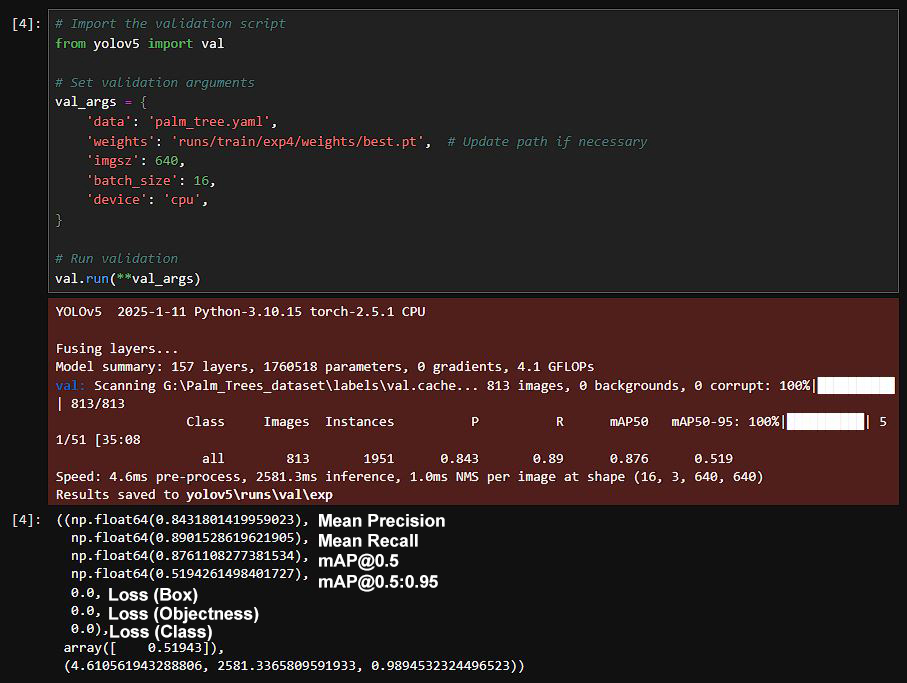 [4]: # Import the validation script
from yolov5 import val
# Set validation arguments
val_args = {
'data': 'palm_tree.yaml',
'weights': 'runs/train/exp4/weights/best.pt',  # Update path if necessary
'imgsz': 640,
'batch_size': 16,
'device': 'cpu',
}
# Run validation
val.run(**val_args)
YOLOv5  2025-1-11 Python-3.10.15 torch-2.5.1 CPU
Fusing layers...
Model summary: 157 layers, 1760518 parameters, 0 gradients, 4.1 GFLOPs
val: Scanning G:\Palm_Trees_dataset\labels\val.cache... 813 images, 0 backgrounds, 0 corrupt: 100%|██████████
| 813/813
Class     Images  Instances          P          R      mAP50   mAP50-95: 100%|██████████| 5
1/51 [35:08
all        813       1951      0.843       0.89      0.876      0.519
Speed: 4.6ms pre-process, 2581.3ms inference, 1.0ms NMS per image at shape (16, 3, 640, 640)
Results saved to yolov5\runs\val\exp
[4]: ((np.float64(0.8431801419959023), Mean Precision
np.float64(0.8901528619621905), Mean Recall
np.float64(0.8761108277381534), mAP@0.5
np.float64(0.5194261498401727), mAP@0.5:0.95
0.0, Loss (Box)
0.0, Loss (Objectness)
0.0), Loss (Class)
array([    0.51943]),
(4.610561943288806, 2581.3365809591933, 0.9894532324496523))